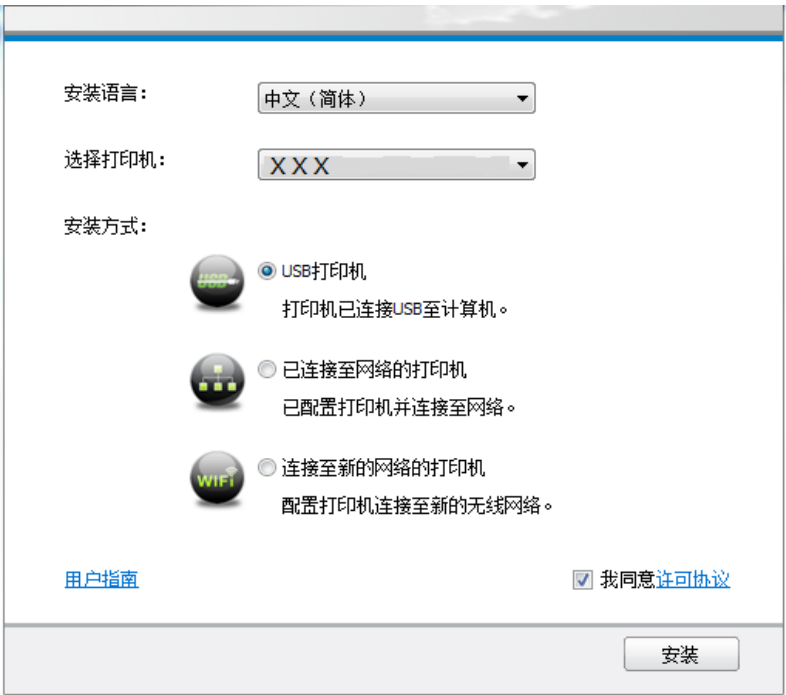 安装语言： 中文（简体）
选择打印机： XXX
安装方式：
USB USB打印机
打印机已连接USB至计算机。
已连接至网络的打印机
已配置打印机并连接至网络。
WiFi 连接至新的网络的打印机
配置打印机连接至新的无线网络。
用户指南 我同意许可协议
安装